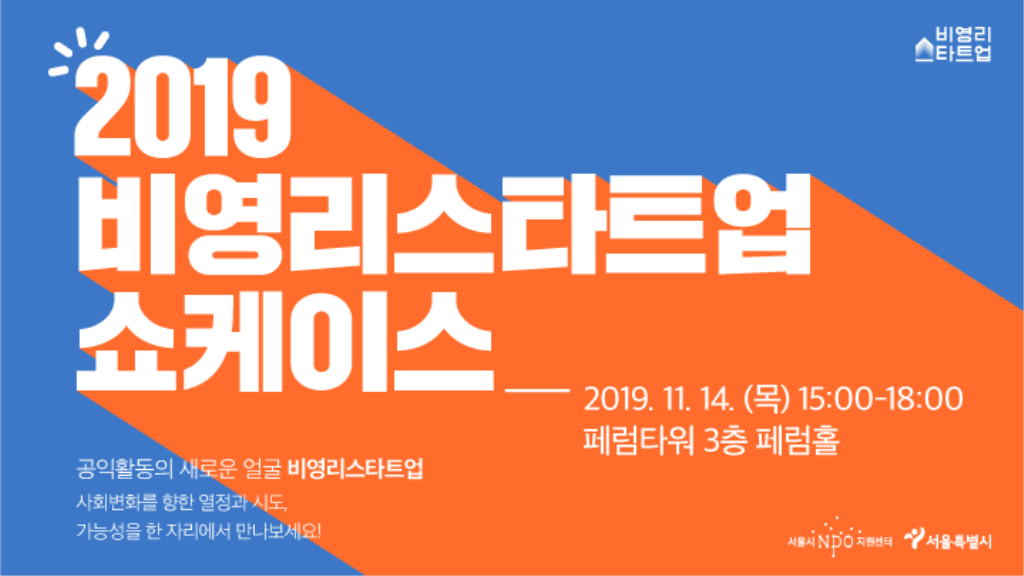 비영리
스타트업
2019
비영리스타트업
쇼케이스
2019. 11. 14. (목) 15:00-18:00
페럼타워 3층 페럼홀
공익활동의 새로운 얼굴 비영리스타트업
사회변화를 향한 열정과 시도,
가능성을 한 자리에서 만나보세요!
서울시 NPO 지원센터 서울특별시